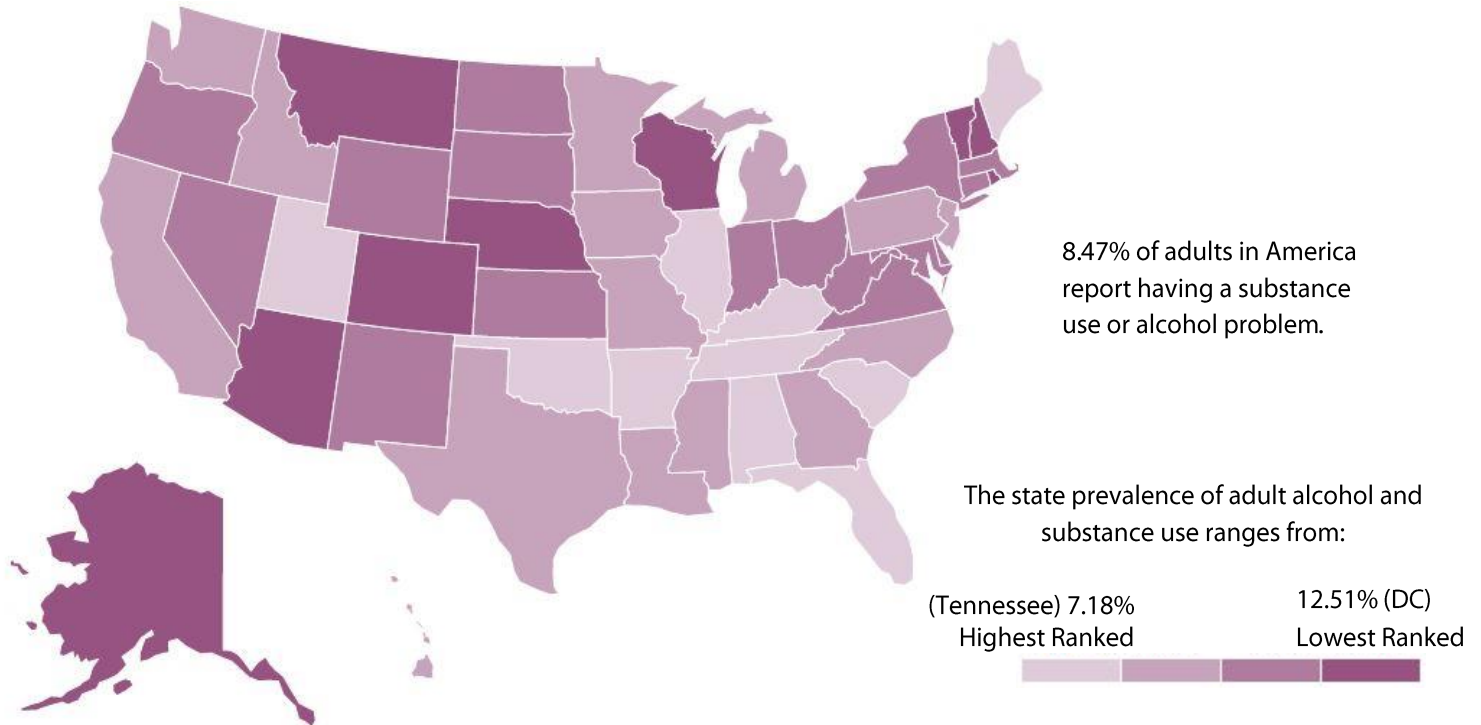 8.47% of adults in America
report having a substance
use or alcohol problem.
The state prevalence of adult alcohol and
substance use ranges from:
(Tennessee) 7.18%
Highest Ranked
12.51% (DC)
Lowest Ranked